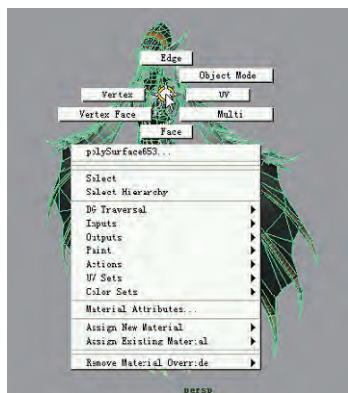 Edge
Object Mode
Vertex
UV
Vertex Face
Multi
Face
polySurface653...
Select
Select Hierarchy
DG Traversal
Inputs
Outputs
Paint
Actions
UV Sets
Color Sets
Material Attributes...
Assign New Material
Assign Existing Material
Remove Material Override
persp